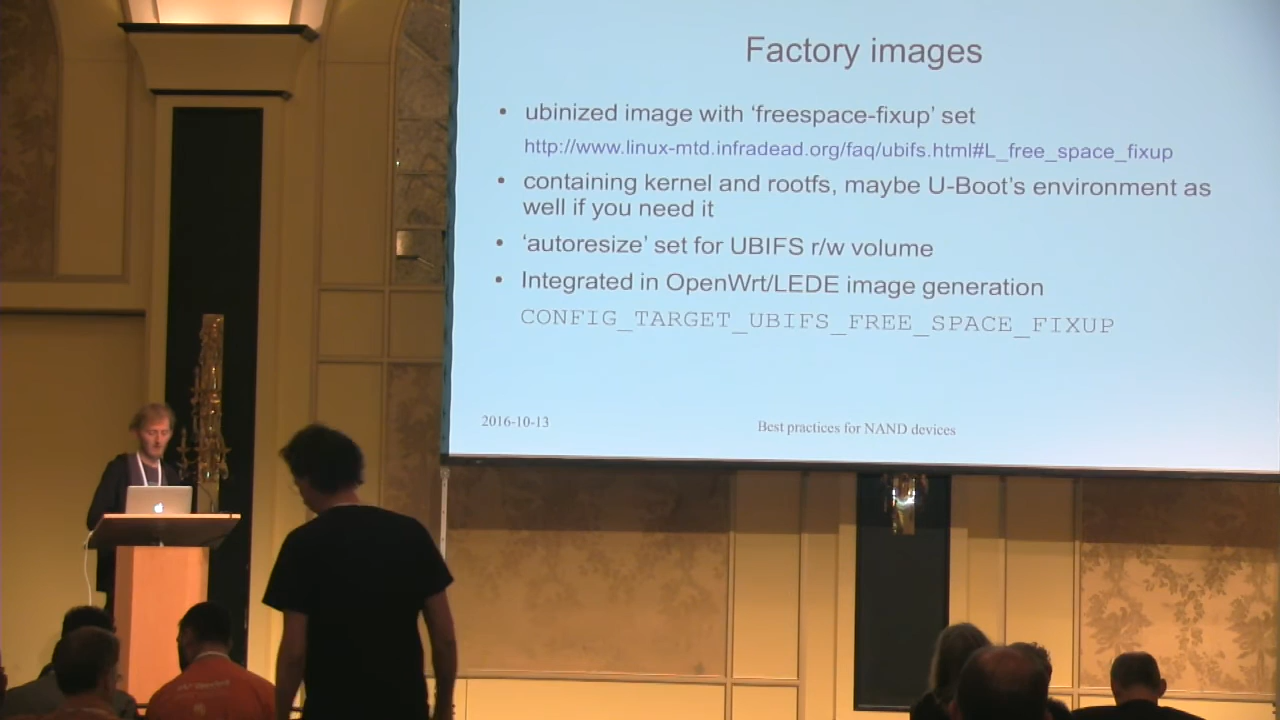 Factory images
• ubinized image with ‘freespace-fixup’ set
http://www.linux-mtd.infradead.org/faq/ubifs.html#L_free_space_fixup
• containing kernel and rootfs, maybe U-Boot’s environment as
well if you need it
• ‘autoresize’ set for UBIFS r/w volume
• Integrated in OpenWrt/LEDE image generation
CONFIG_TARGET_UBIFS_FREE_SPACE_FIXUP
2016-10-13
Best practices for NAND devices